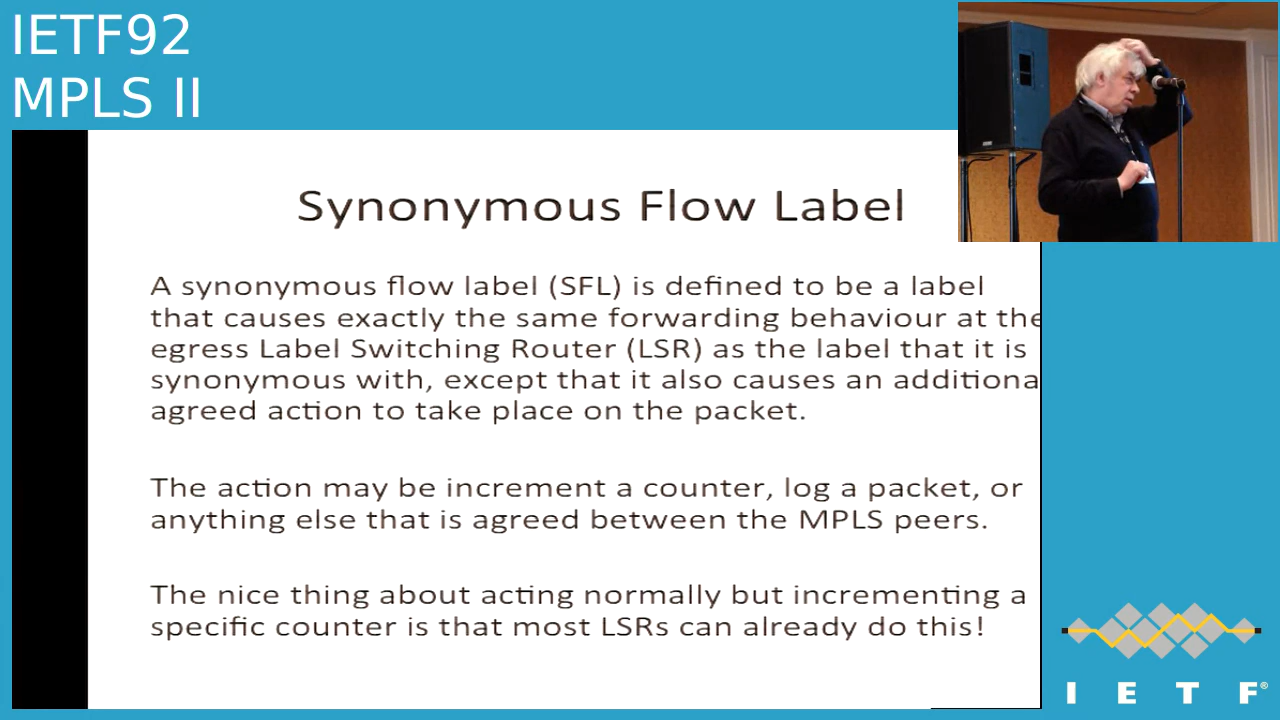 IETF92
MPLS II
Synonymous Flow Label
A synonymous flow label (SFL) is defined to be a label
that causes exactly the same forwarding behaviour at the
egress Label Switching Router (LSR) as the label that it is
synonymous with, except that it also causes an additiona
agreed action to take place on the packet.
The action may be increment a counter, log a packet, or
anything else that is agreed between the MPLS peers.
The nice thing about acting normally but incrementing a
specific counter is that most LSRs can already do this!
I E T F®